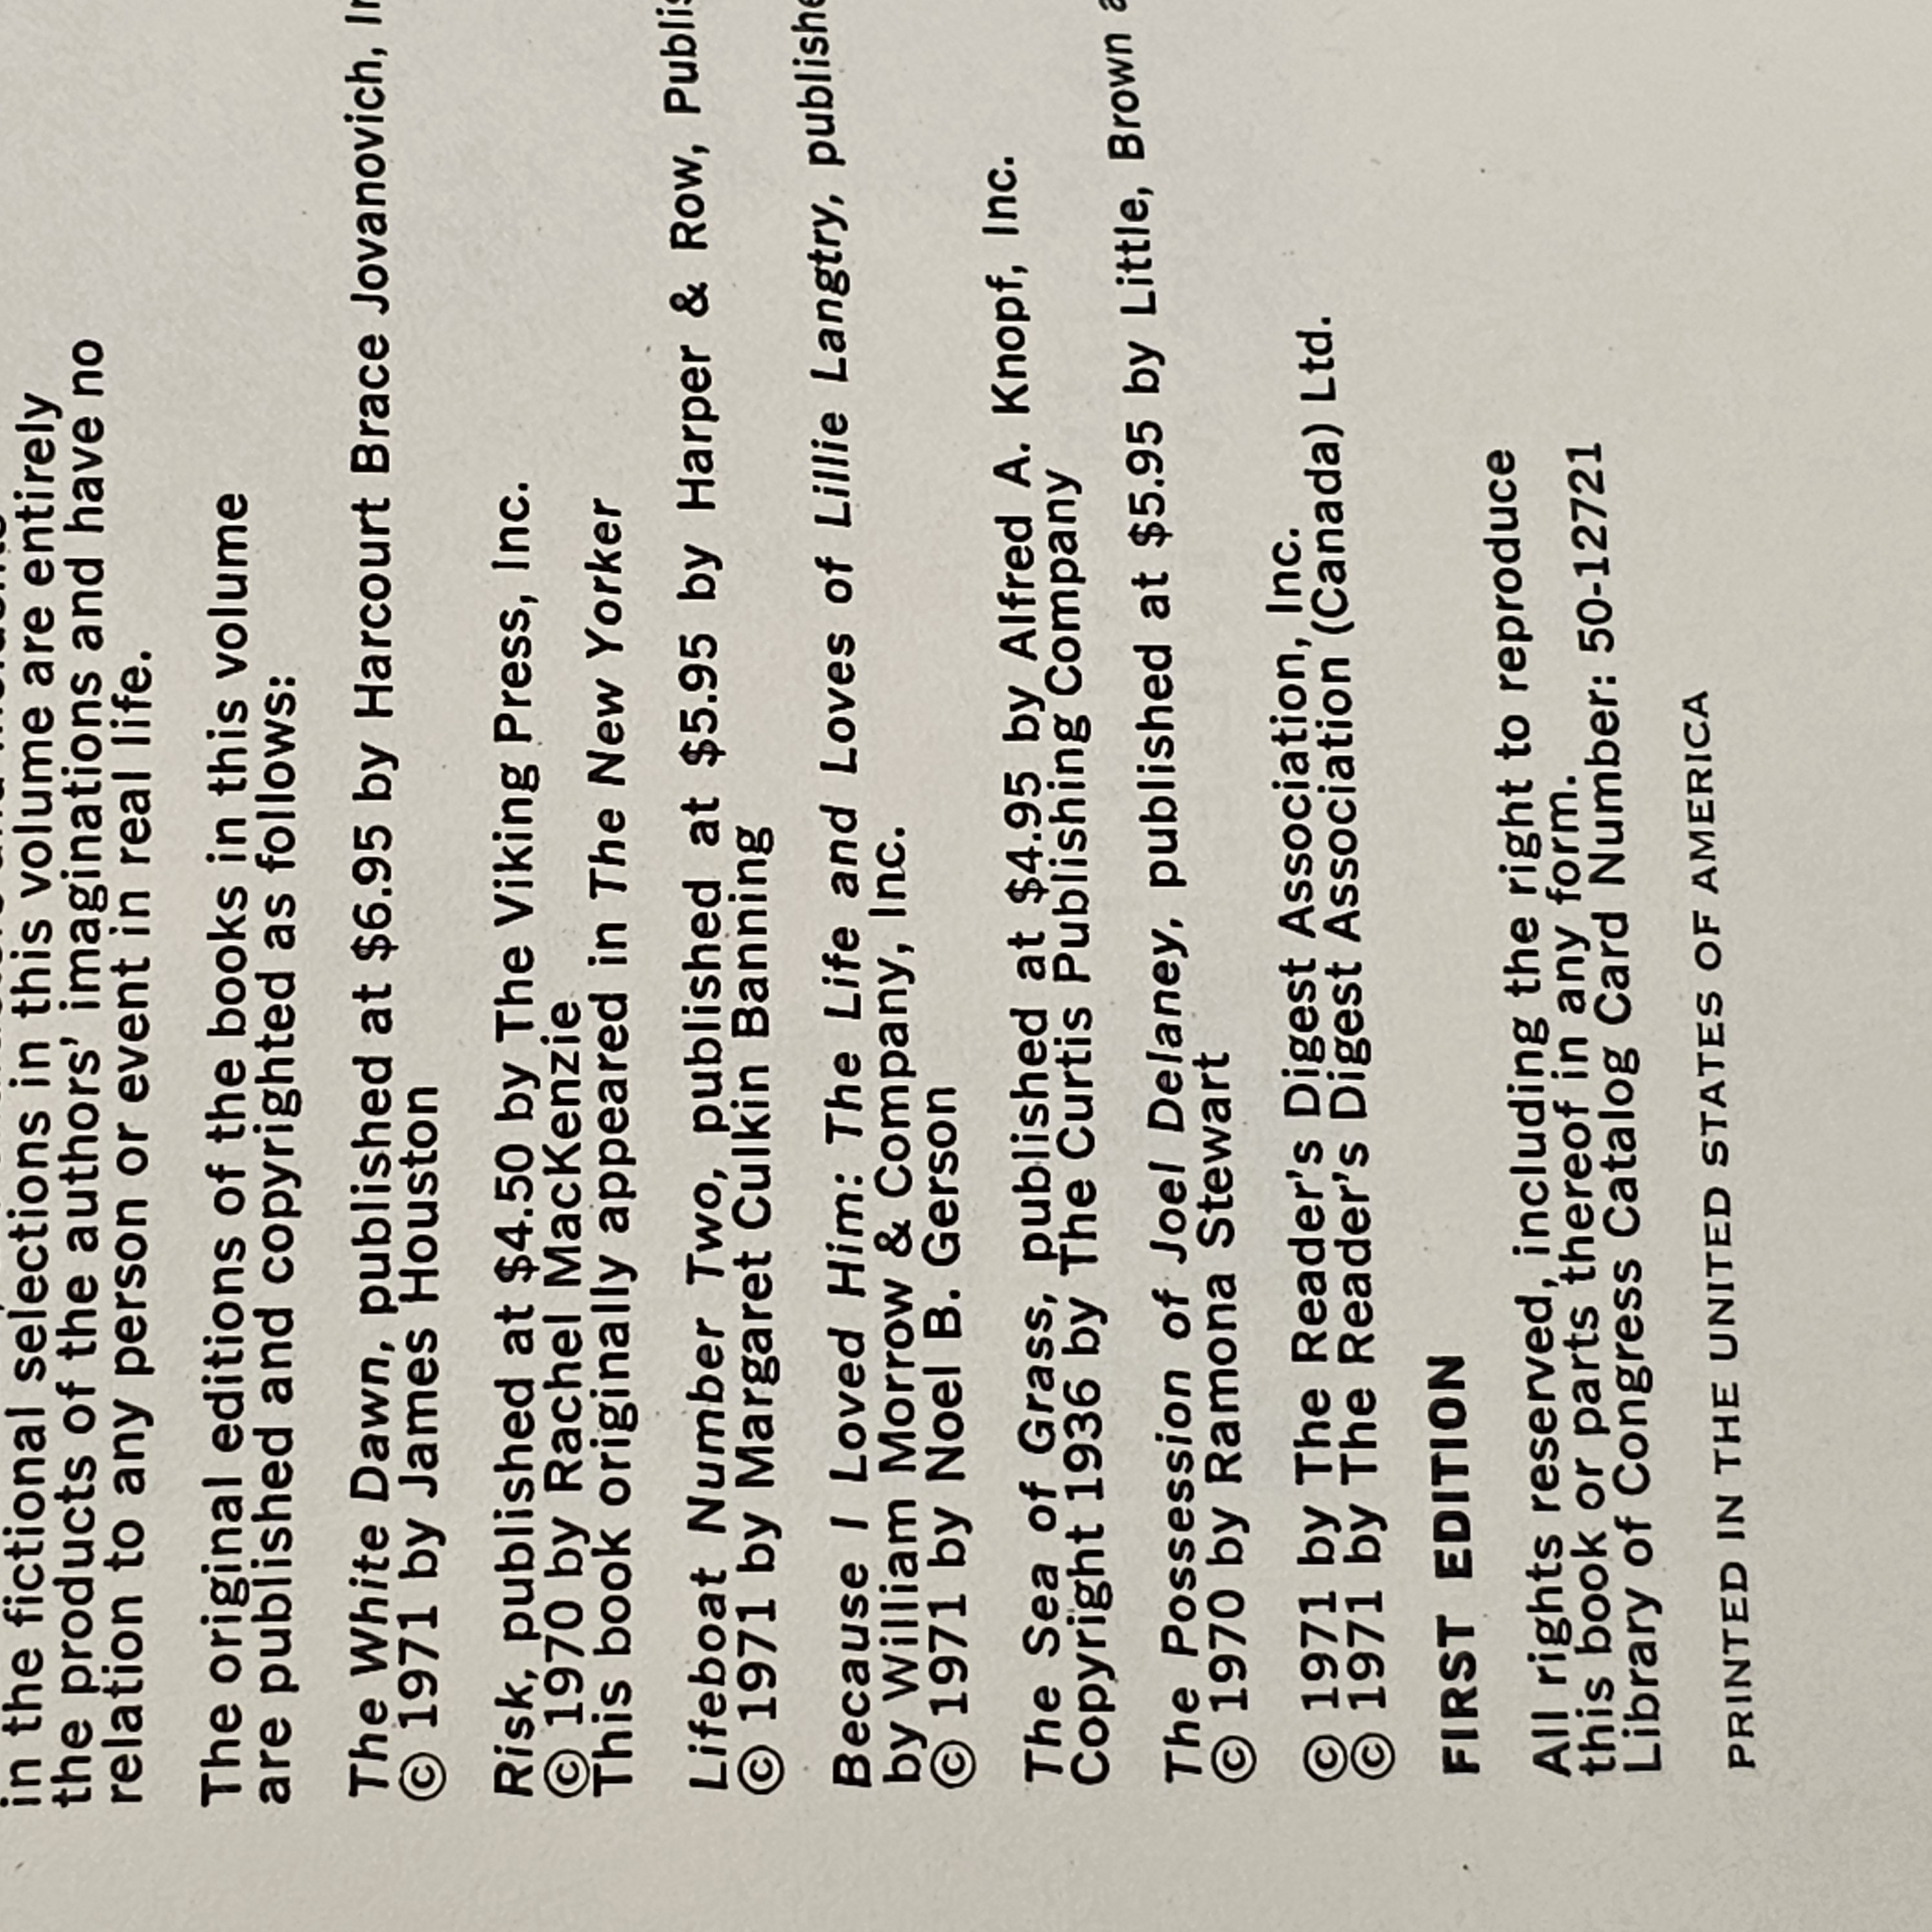 in the fictional selections in this volume are entirely
the products of the authors' imaginations and have no
relation to any person or event in real life.
The original editions of the books in this volume
are published and copyrighted as follows:
The White Dawn, published at $6.95 by Harcourt Brace Jovanovich,
© 1971 by James Houston
Risk, published at $4.50 by The Viking Press, Inc.
© 1970 by Rachel MacKenzie
This book originally appeared in The New Yorker
Lifeboat Number Two, published at $5.95 by Harper & Row,
© 1971 by Margaret Culkin Banning
Because I Loved Him: The Life and Loves of Lillie Langtry,
by William Morrow & Company, Inc.
© 1971 by Noel B. Gerson
The Sea of Grass, published at $4.95 by Alfred A. Knopf, Inc.
Copyright 1936 by The Curtis Publishing Company
The Possession of Joel Delaney, published at $5.95 by Little, Brown
© 1970 by Ramona Stewart
© 1971 by The Reader's Digest Association, Inc.
© 1971 by The Reader's Digest Association (Canada) Ltd.
FIRST EDITION
All rights reserved, including the right to reproduce
this book or parts thereof in any form.
Library of Congress Catalog Card Number: 50-12721
PRINTED IN THE UNITED STATES OF AMERICA